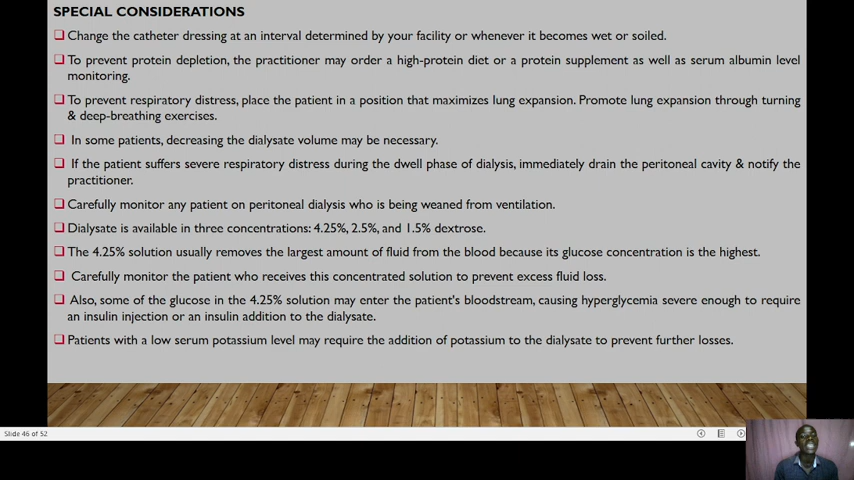 SPECIAL CONSIDERATIONS
Change the catheter dressing at an interval determined by your facility or whenever it becomes wet or soiled.
To prevent protein depletion, the practitioner may order a high-protein diet or a protein supplement as well as serum albumin level
monitoring.
To prevent respiratory distress, place the patient in a position that maximizes lung expansion. Promote lung expansion through turning
& deep-breathing exercises.
In some patients, decreasing the dialysate volume may be necessary.
If the patient suffers severe respiratory distress during the dwell phase of dialysis, immediately drain the peritoneal cavity & notify the
practitioner.
Carefully monitor any patient on peritoneal dialysis who is being weaned from ventilation.
Dialysate is available in three concentrations: 4.25%, 2.5%, and 1.5% dextrose.
The 4.25% solution usually removes the largest amount of fluid from the blood because its glucose concentration is the highest.
Carefully monitor the patient who receives this concentrated solution to prevent excess fluid loss.
Also, some of the glucose in the 4.25% solution may enter the patient's bloodstream, causing hyperglycemia severe enough to require
an insulin injection or an insulin addition to the dialysate.
Patients with a low serum potassium level may require the addition of potassium to the dialysate to prevent further losses.
Slide 46 of 52